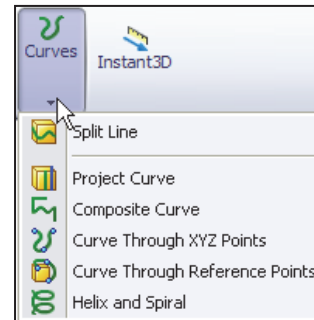 Curves
Instant3D
Split Line
Project Curve
Composite Curve
Curve Through XYZ Points
Curve Through Reference Points
Helix and Spiral